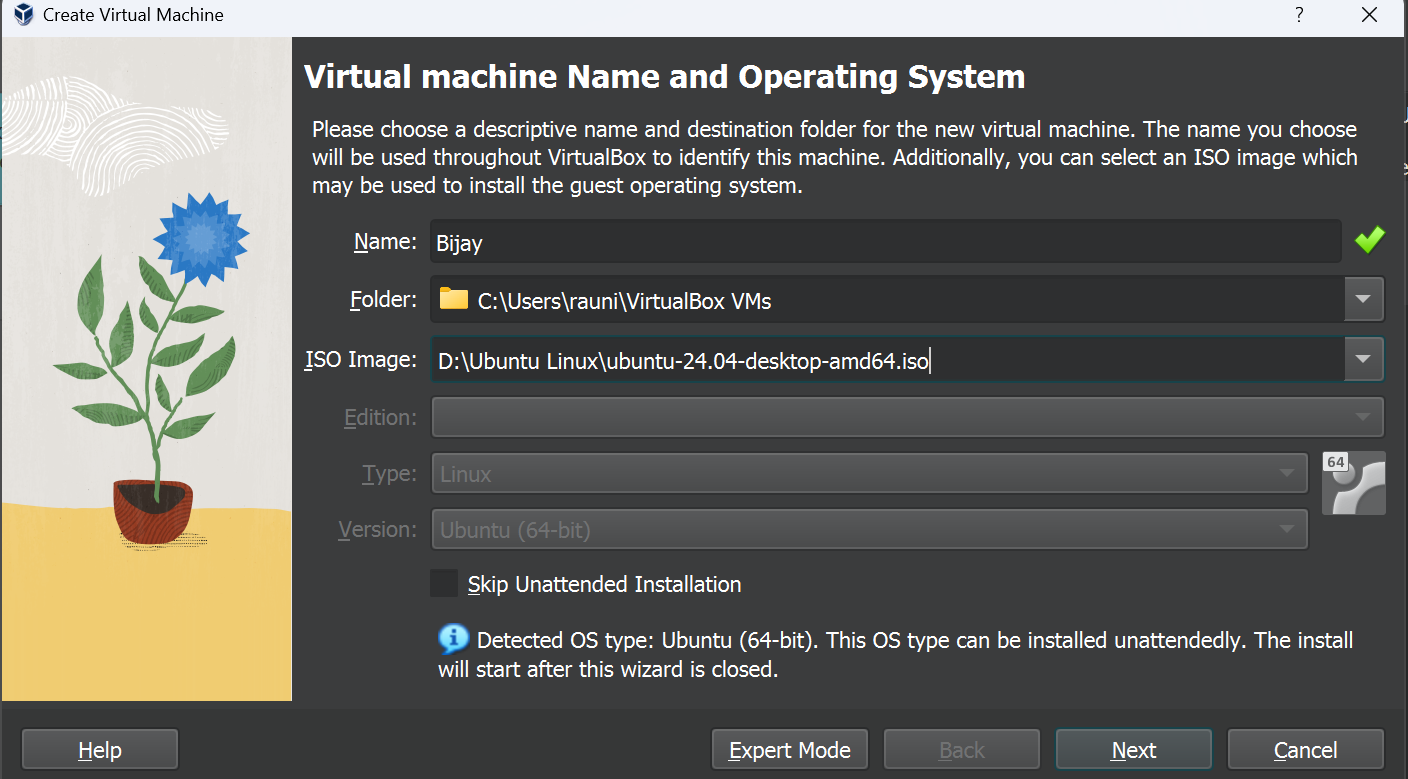 Create Virtual Machine
?
Virtual machine Name and Operating System
Please choose a descriptive name and destination folder for the new virtual machine. The name you choose
will be used throughout VirtualBox to identify this machine. Additionally, you can select an ISO image which
may be used to install the guest operating system.
Name: Bijay
Folder: C:\Users\rauni\VirtualBox VMs
ISO Image: D:\Ubuntu Linux\ubuntu-24.04-desktop-amd64.iso
Edition:
Type: Linux
64
Version: Ubuntu (64-bit)
Skip Unattended Installation
Detected OS type: Ubuntu (64-bit). This OS type can be installed unattendedly. The install
will start after this wizard is closed.
Help Expert Mode Back Next Cancel